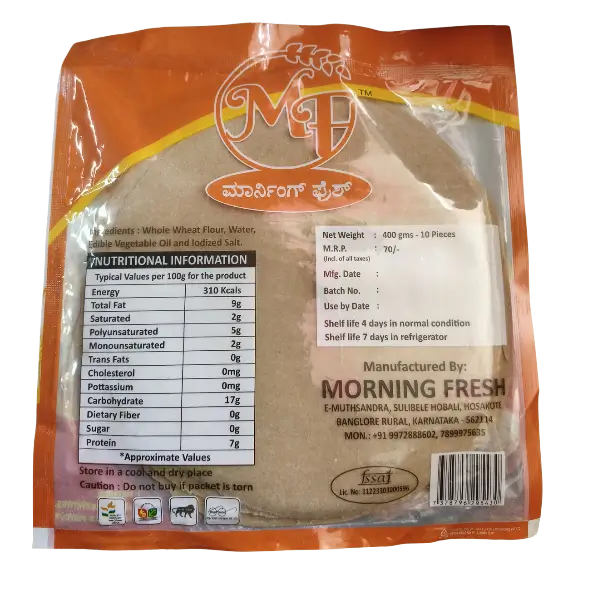 MF
TM
ಮಾರ್ನಿಂಗ್ ಫ್ರೆಶ್
Ingredients : Whole Wheat Flour, Water,
Edible Vegetable Oil and Iodized Salt.
NUTRITIONAL INFORMATION
Typical Values per 100g for the product
Energy 310 Kcals
Total Fat 9g
Saturated 2g
Polyunsaturated 5g
Monounsaturated 2g
Trans Fats 0g
Cholesterol 0mg
Pottassium 0mg
Carbohydrate 17g
Dietary Fiber 0g
Sugar 0g
Protein 7g
*Approximate Values
Store in a cool and dry place
Caution : Do not buy if packet is torn
Net Weight : 400 gms - 10 Pieces
M.R.P. : 70/-
(Incl. of all taxes)
Mfg. Date :
Batch No. :
Use by Date :
Shelf life 4 days in normal condition
Shelf life 7 days in refrigerator
Manufactured By:
MORNING FRESH
E-MUTHSANDRA, SULIBELE HOBALI, HOSAKOTE
BANGLORE RURAL, KARNATAKA - 562114
MON.: +91 9972888602, 7899975635
fssai
Lic. No: 11223303000596